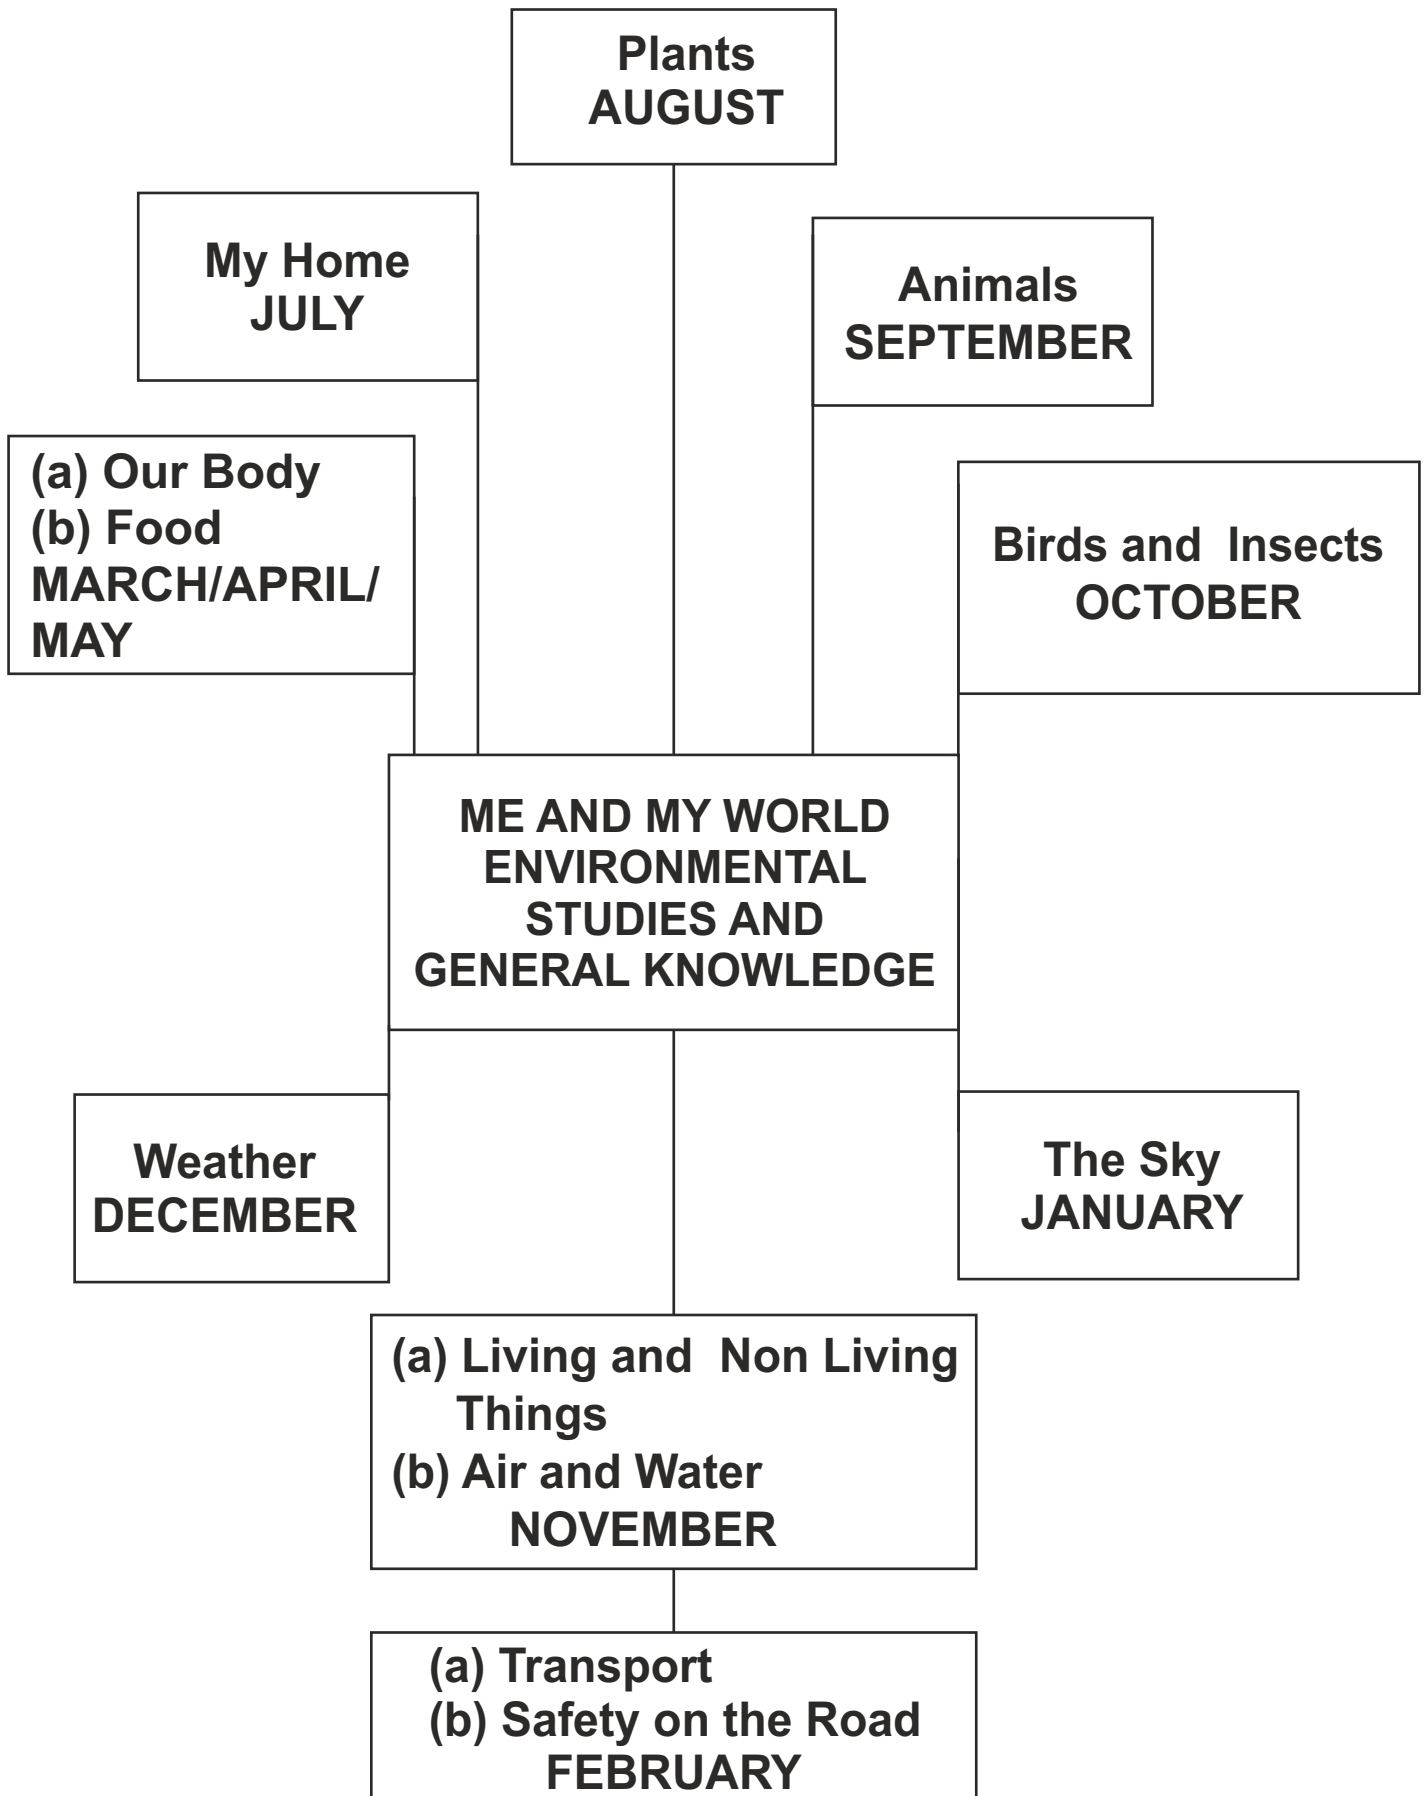 Plants
AUGUST
My Home
JULY
Animals
SEPTEMBER
(a) Our Body
(b) Food
MARCH/APRIL/
MAY
Birds and  Insects
OCTOBER
ME AND MY WORLD
ENVIRONMENTAL
STUDIES AND
GENERAL KNOWLEDGE
Weather
DECEMBER
The Sky
JANUARY
(a) Living and  Non Living
Things
(b) Air and Water
NOVEMBER
(a) Transport
(b) Safety on the Road
FEBRUARY